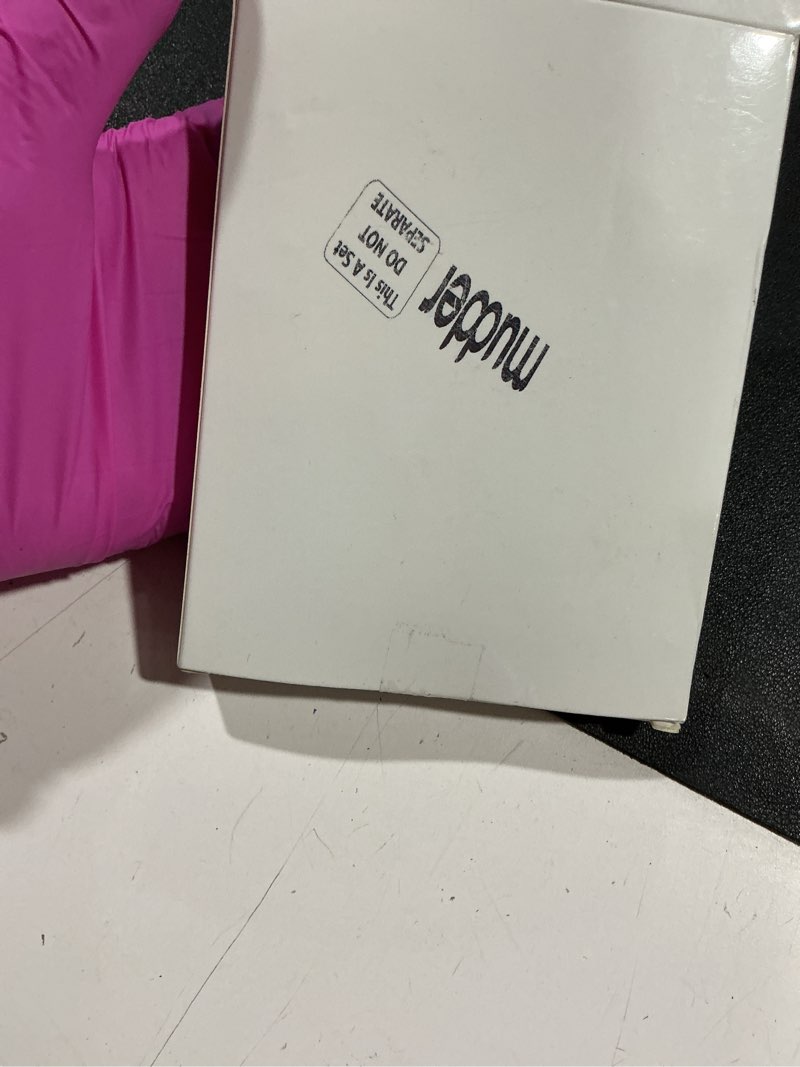 mudder
This Is A Set
DO NOT
SEPARATE